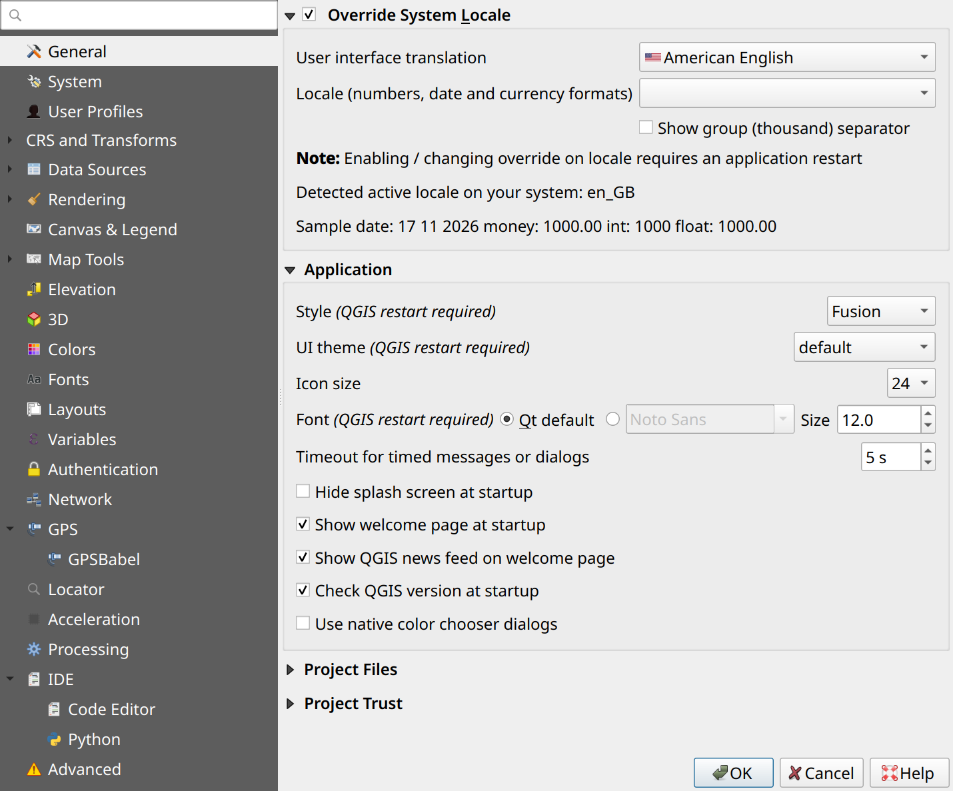 General
System
User Profiles
CRS and Transforms
Data Sources
Rendering
Canvas & Legend
Map Tools
Elevation
3D
Colors
Fonts
Layouts
Variables
Authentication
Network
GPS
GPSBabel
Locator
Acceleration
Processing
IDE
Code Editor
Python
Advanced
Override System Locale
User interface translation American English
Locale (numbers, date and currency formats)
Show group (thousand) separator
Note: Enabling / changing override on locale requires an application restart
Detected active locale on your system: en_GB
Sample date: 17 11 2026 money: 1000.00 int: 1000 float: 1000.00
Application
Style (QGIS restart required) Fusion
UI theme (QGIS restart required) default
Icon size 24
Font (QGIS restart required) Qt default Noto Sans Size 12.0
Timeout for timed messages or dialogs 5 s
Hide splash screen at startup
Show welcome page at startup
Show QGIS news feed on welcome page
Check QGIS version at startup
Use native color chooser dialogs
Project Files
Project Trust
OK Cancel Help